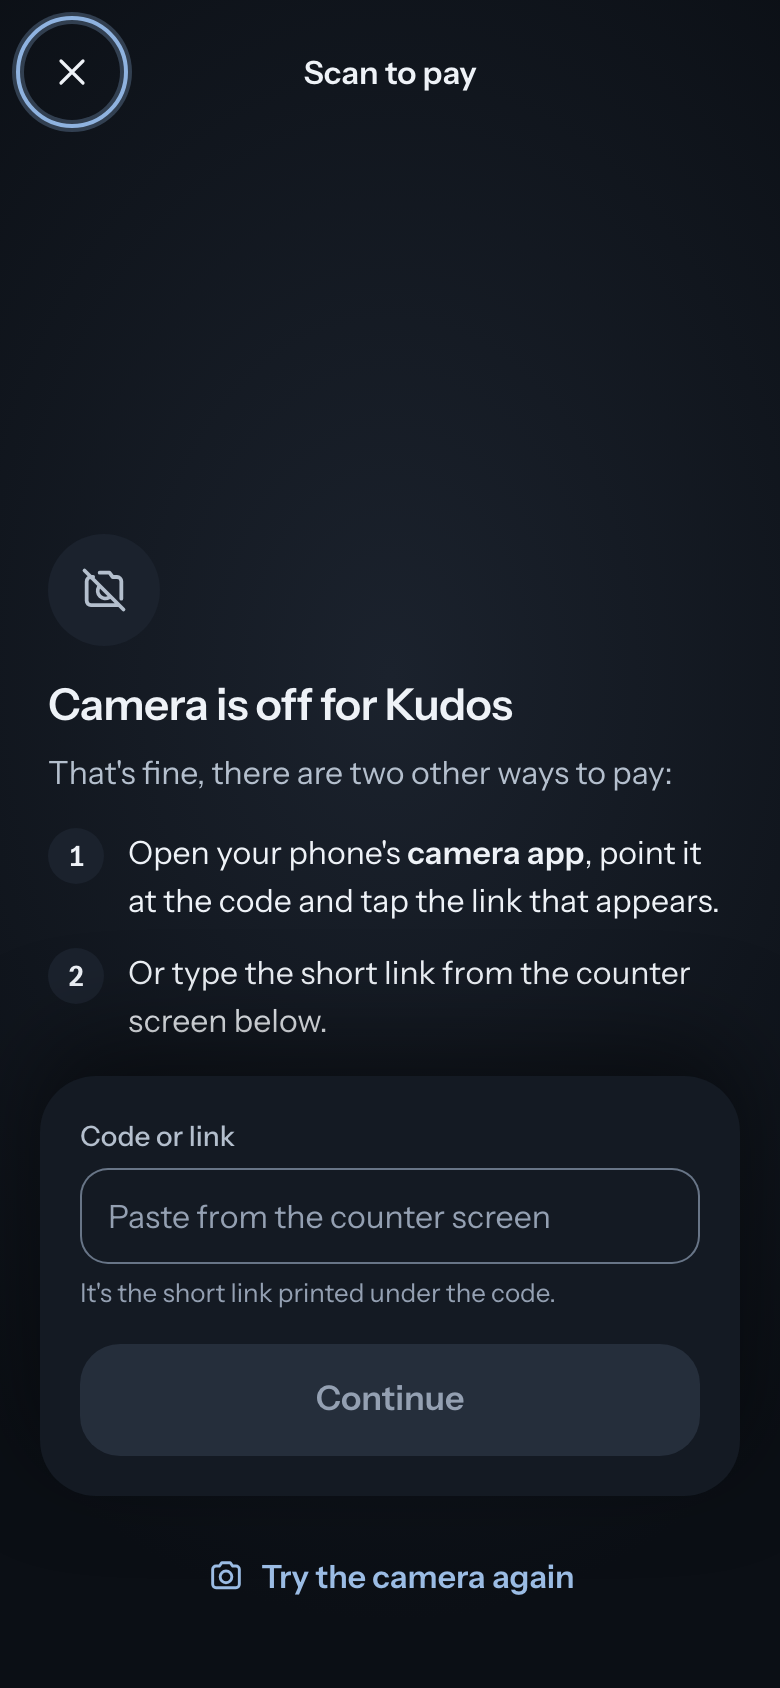 Scan to pay
Camera is off for Kudos
That's fine, there are two other ways to pay:
1 Open your phone's camera app, point it
at the code and tap the link that appears.
2 Or type the short link from the counter
screen below.
Code or link
Paste from the counter screen
It's the short link printed under the code.
Continue
Try the camera again